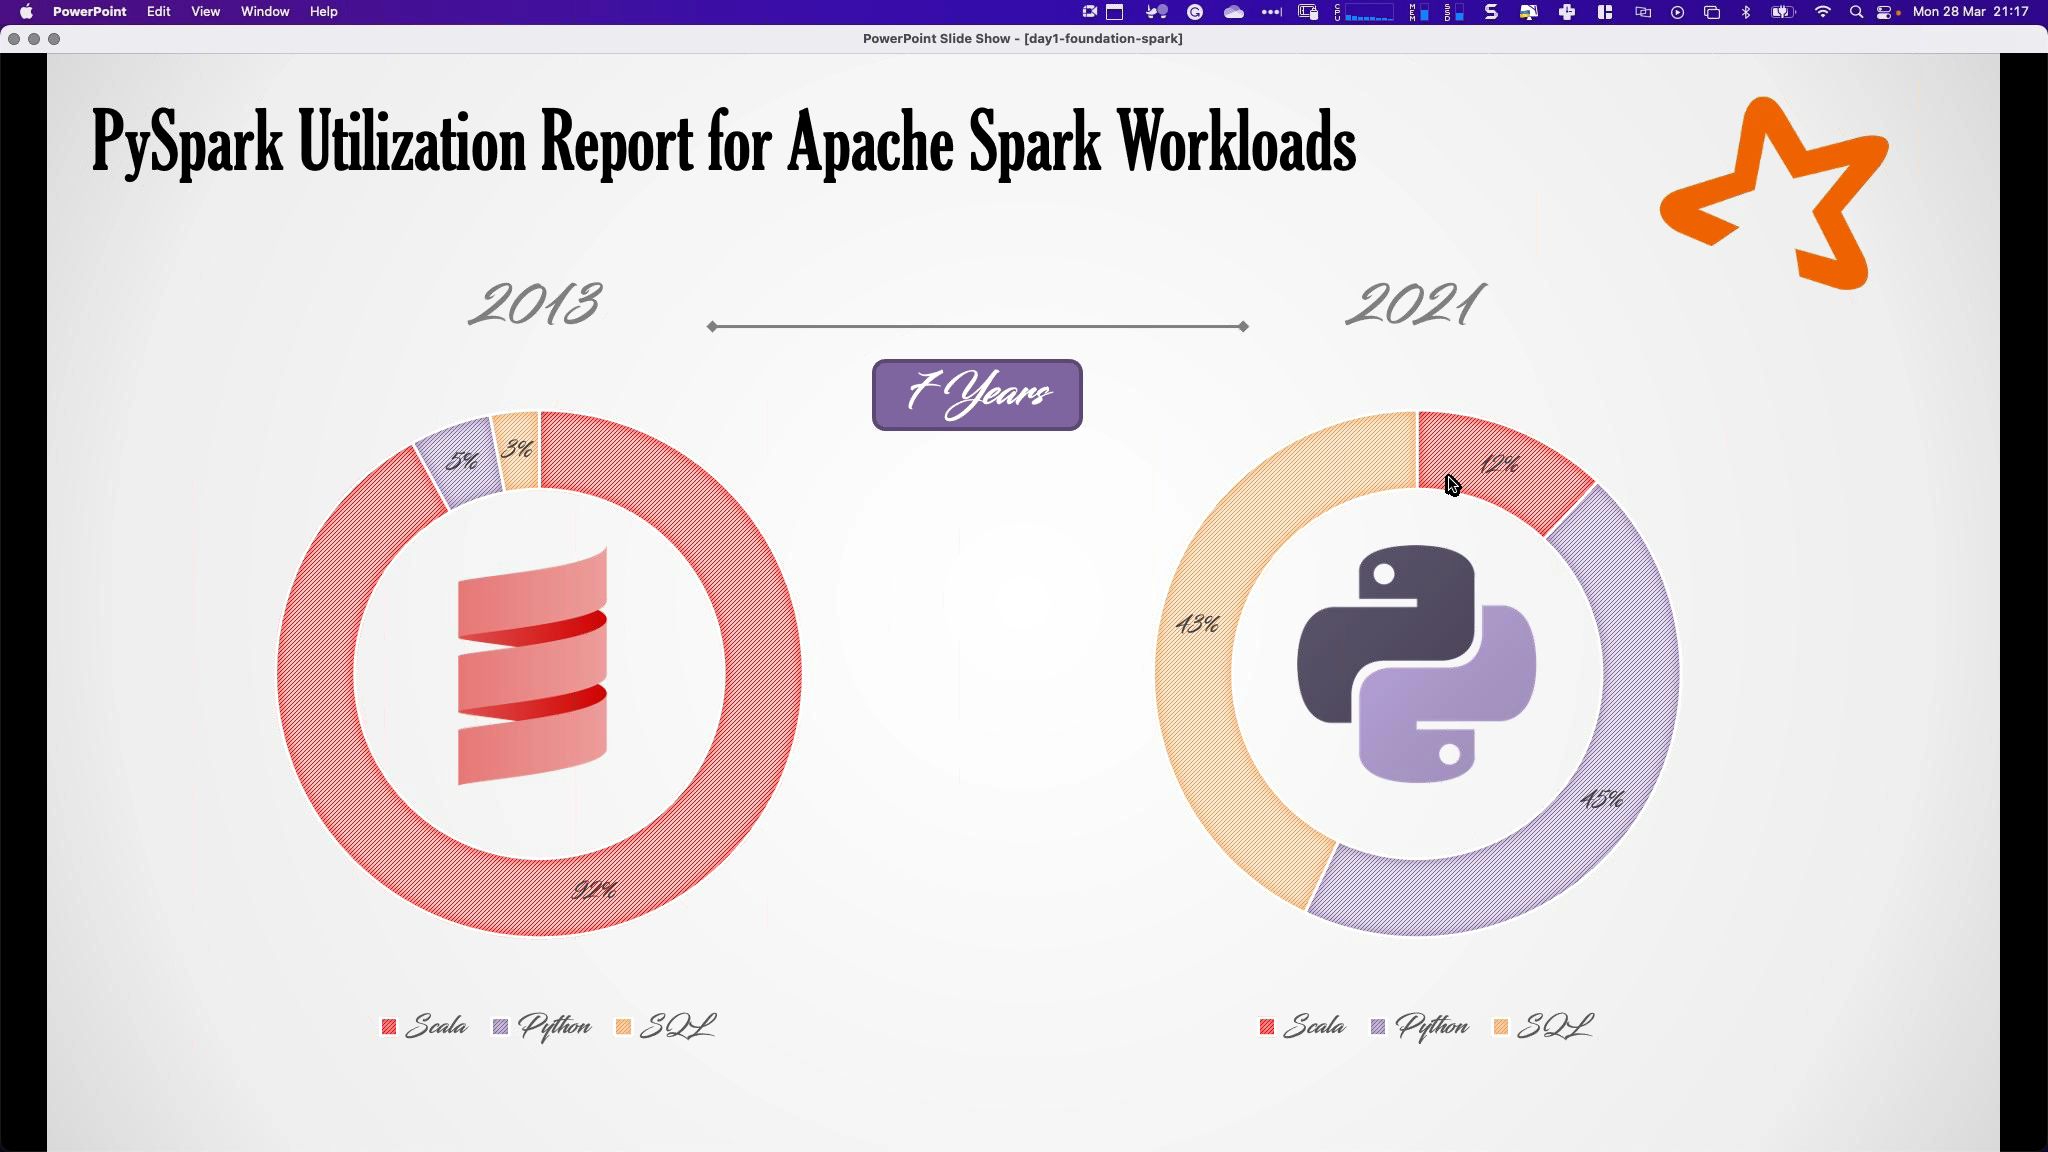 PowerPoint Edit View Window Help
Mon 28 Mar 21:17
PowerPoint Slide Show - [day1-foundation-spark]
PySpark Utilization Report for Apache Spark Workloads
2013
2021
7 Years
5%
3%
92%
12%
43%
45%
Scala Python SQL
Scala Python SQL